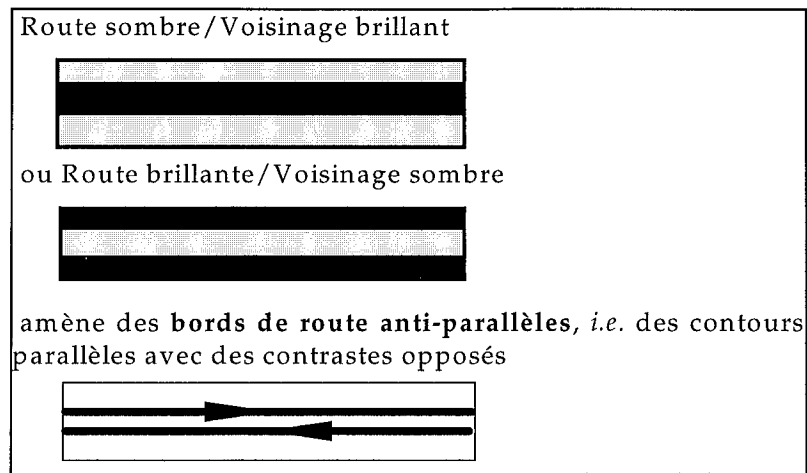 Route sombre/Voisinage brillant
ou Route brillante/Voisinage sombre
amène des bords de route anti-parallèles, i.e. des contours
parallèles avec des contrastes opposés